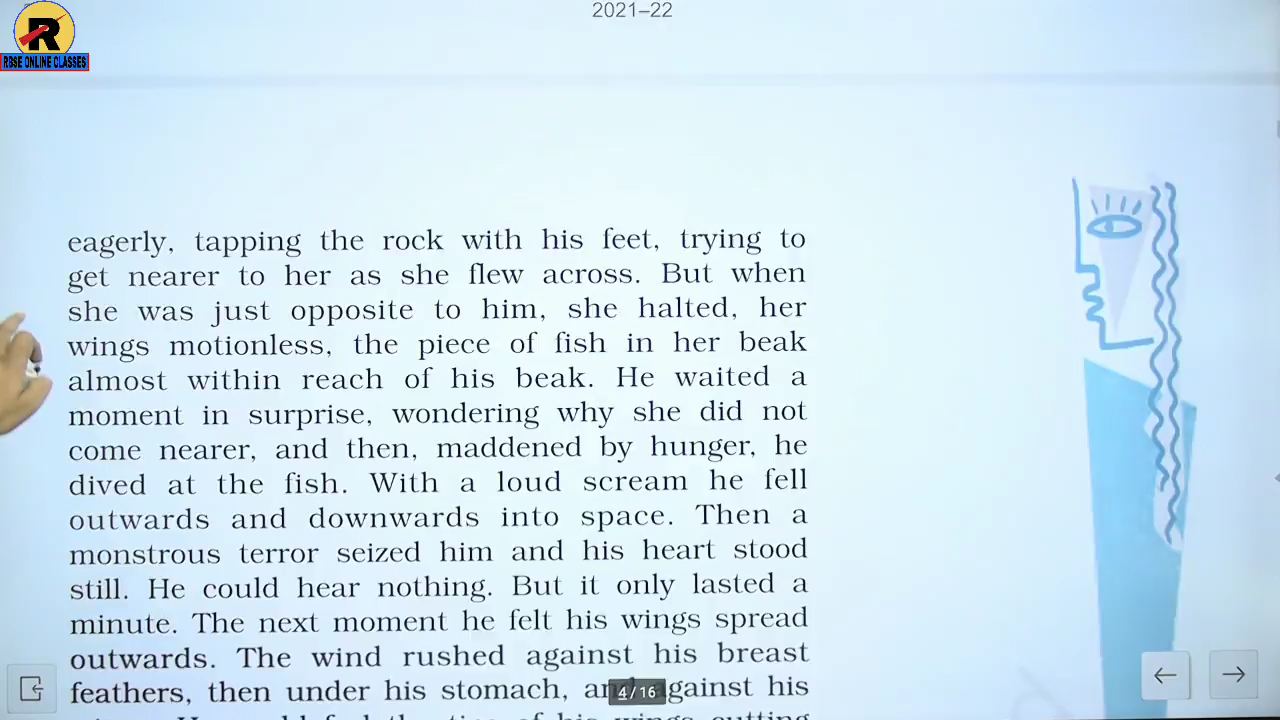 2021–22
R
RBSE ONLINE CLASSES
eagerly, tapping the rock with his feet, trying to
get nearer to her as she flew across. But when
she was just opposite to him, she halted, her
wings motionless, the piece of fish in her beak
almost within reach of his beak. He waited a
moment in surprise, wondering why she did not
come nearer, and then, maddened by hunger, he
dived at the fish. With a loud scream he fell
outwards and downwards into space. Then a
monstrous terror seized him and his heart stood
still. He could hear nothing. But it only lasted a
minute. The next moment he felt his wings spread
outwards. The wind rushed against his breast
feathers, then under his stomach, and against his
4/16